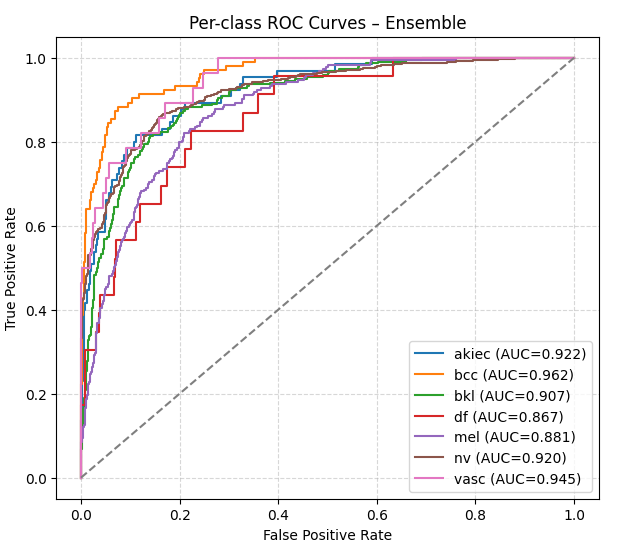 Per-class ROC Curves – Ensemble
True Positive Rate
1.0
0.8
0.6
0.4
0.2
0.0
0.0 0.2 0.4 0.6 0.8 1.0
False Positive Rate
akiec (AUC=0.922)
bcc (AUC=0.962)
bkl (AUC=0.907)
df (AUC=0.867)
mel (AUC=0.881)
nv (AUC=0.920)
vasc (AUC=0.945)